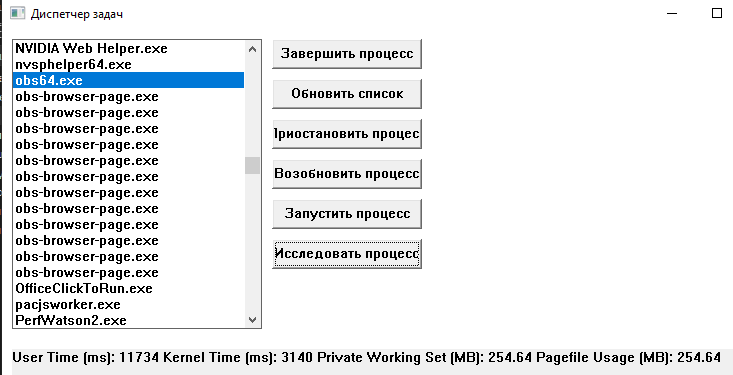 Диспетчер задач
NVIDIA Web Helper.exe
nvsphelper64.exe
obs64.exe
obs-browser-page.exe
obs-browser-page.exe
obs-browser-page.exe
obs-browser-page.exe
obs-browser-page.exe
obs-browser-page.exe
obs-browser-page.exe
obs-browser-page.exe
obs-browser-page.exe
obs-browser-page.exe
obs-browser-page.exe
obs-browser-page.exe
OfficeClickToRun.exe
pacjsworker.exe
PerfWatson2.exe
Завершить процесс
Обновить список
Приостановить процес
Возобновить процесс
Запустить процесс
Исследовать процесс
User Time (ms): 11734 Kernel Time (ms): 3140 Private Working Set (MB): 254.64 Pagefile Usage (MB): 254.64